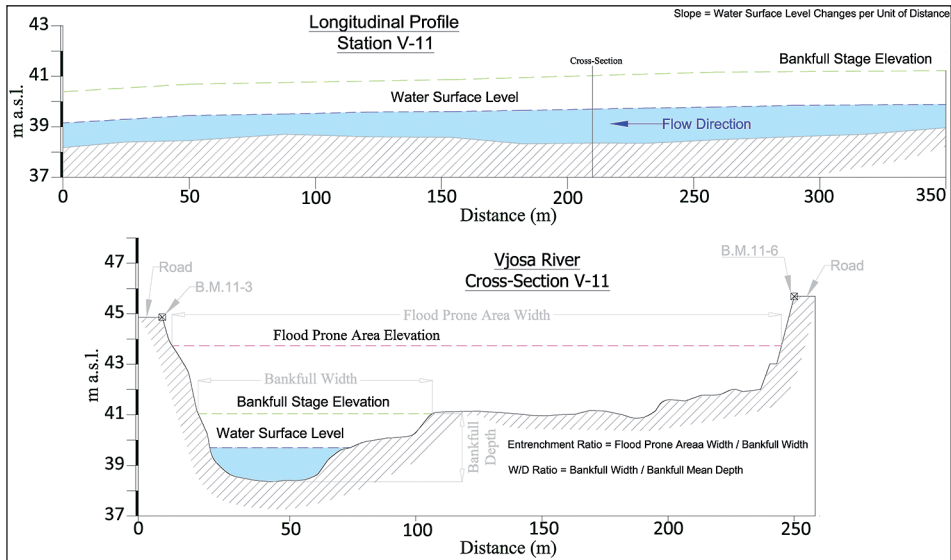 Slope = Water Surface Level Changes per Unit of Distance
Longitudinal Profile
Station V-11
43
41
39
37
m a.s.l.
Cross-Section
Bankfull Stage Elevation
Water Surface Level
Flow Direction
0 50 100 150 200 250 300 350
Distance (m)
Vjosa River
Cross-Section V-11
47
45
43
41
39
37
m a.s.l.
Road
B.M.11-3
B.M.11-6
Road
Flood Prone Area Width
Flood Prone Area Elevation
Bankfull Width
Bankfull Stage Elevation
Water Surface Level
Bankfull
Depth
Entrenchment Ratio = Flood Prone Areaa Width / Bankfull Width
W/D Ratio = Bankfull Width / Bankfull Mean Depth
0 50 100 150 200 250
Distance (m)